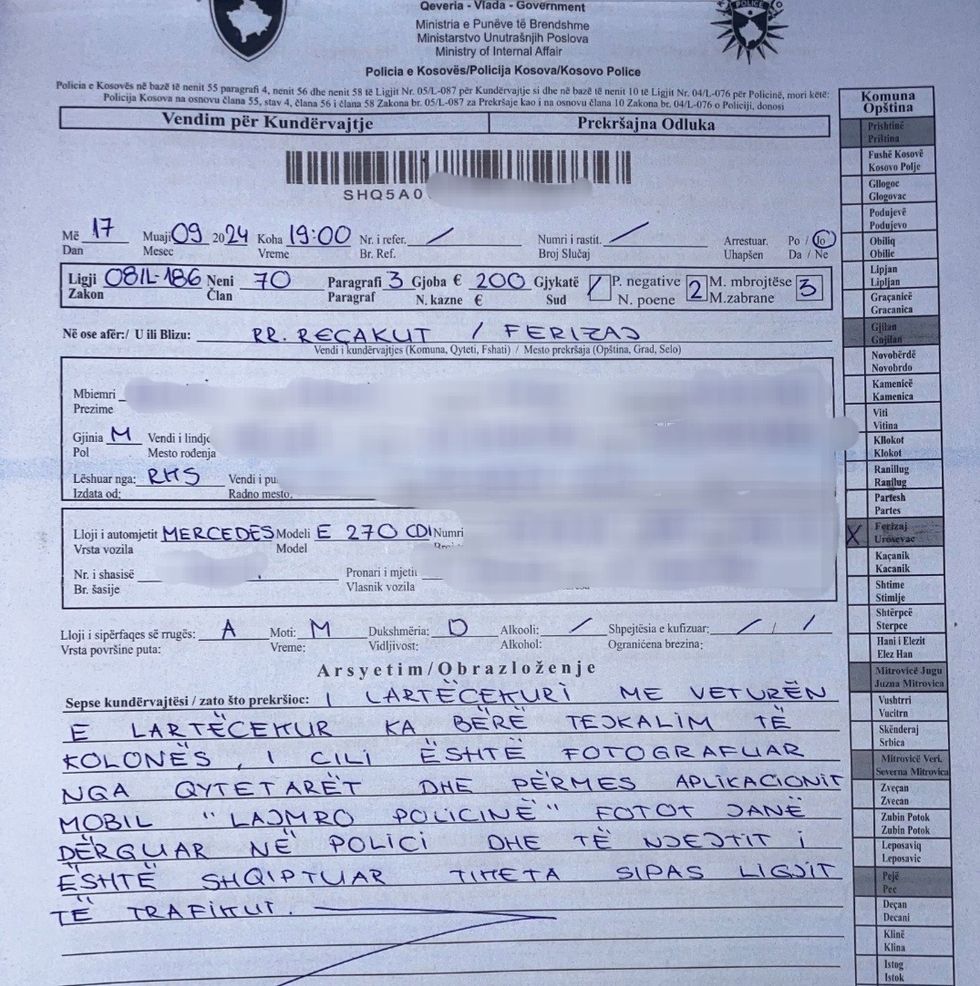 POLICE
Qeveria - Vlada - Government
Ministria e Punëve të Brendshme
Ministarstvo Unutrašnjih Poslova
Ministry of Internal Affair
Policia e Kosovës/Policija Kosova/Kosovo Police
Policia e Kosovës në bazë të nenit 55 paragrafi 4, nenit 56 dhe nenit 58 të Ligjit Nr. 05/L-087 për Kundërvajtje si dhe në bazë të nenit 10 të Ligjit Nr. 04/L-076 për Policinë, mori këtë:
Policija Kosova na osnovu člana 55, stav 4, člana 56 i člana 58 Zakona br. 05/L-087 za Prekršaje kao i na osnovu člana 10 Zakona br. 04/L-076 o Policiji, donosi
Vendim për Kundërvajtje Prekršajna Odluka
SHQ5A0
Më 17 Muaji 09 2024 Koha 19:00 Nr. i refer. / Numri i rastit. / Arrestuar. Po / Jo
Dan Mesec Vreme Br. Ref. Broj Slučaj Uhapšen Da / Ne
Ligji 08/L-186 Neni 70 Paragrafi 3 Gjoba € 200 Gjykatë / P. negative 2 M. mbrojtëse 3
Zakon Član Paragraf N. kazne € Sud N. poene M.zabrane
Në ose afër:/ U ili Blizu: RR. REÇAKUT / FERIZAJ
Vendi i kundërvajtjes (Komuna, Qyteti, Fshati) / Mesto prekršaja (Opština, Grad, Selo)
Mbiemri
Prezime
Gjinia M Vendi i lindje
Pol Mesto rođenja
Lëshuar nga: RKS Vendi i pu
Izdata od: Radno mesto.
Lloji i automjetit MERCEDES Modeli E 270 CDI Numri
Vrsta vozila Model
Nr. i shasisë Pronari i mjetit
Br. šasije Vlasnik vozila
Lloji i sipërfaqes së rrugës: A Moti: M Dukshmëria: D Alkooli: / Shpejtësia e kufizuar: / /
Vrsta površine puta: Vreme: Vidljivost: Alkohol: Ograničena brezina:
Arsyetim/Obrazloženje
Sepse kundërvajtësi / zato što prekršioc: I LARTËCEKURI ME VETURËN
E LARTËCEKUR KA BËRË TEJKALIM TË
KOLONËS, I CILI ËSHTË FOTOGRAFUAR
NGA QYTETARËT DHE PËRMES APLIKACIONIT
MOBIL "LAJMRO POLICINË" FOTOT JANË
DËRGUAR NË POLICI DHE TË NJEJTIT I
ËSHTË SHQIPTUAR TIKETA SIPAS LIGJIT
TË TRAFIKUT.
Komuna
Opština
Prishtinë
Priština
Fushë Kosovë
Kosovo Polje
Gllogoc
Glogovac
Podujevë
Podujevo
Obiliq
Obilic
Lipjan
Lipljan
Graçanicë
Gracanica
Gjilan
Gnjilan
Novobërdë
Novobrdo
Kamenicë
Kamenica
Viti
Vitina
Kllokot
Klokot
Ranillug
Ranilug
Partesh
Partes
X Ferizaj
Uroševac
Kaçanik
Kacanik
Shtime
Stimlje
Shtërpcë
Sterpce
Hani i Elezit
Elez Han
Mitrovicë Jugu
Juzna Mitrovica
Vushtrri
Vucitrn
Skënderaj
Srbica
Mitrovicë Veri.
Severna Mitrovica
Zveçan
Zvecan
Zubin Potok
Zubin Potok
Leposaviq
Leposavic
Pejë
Pec
Deçan
Decani
Klinë
Klina
Istog
Istok